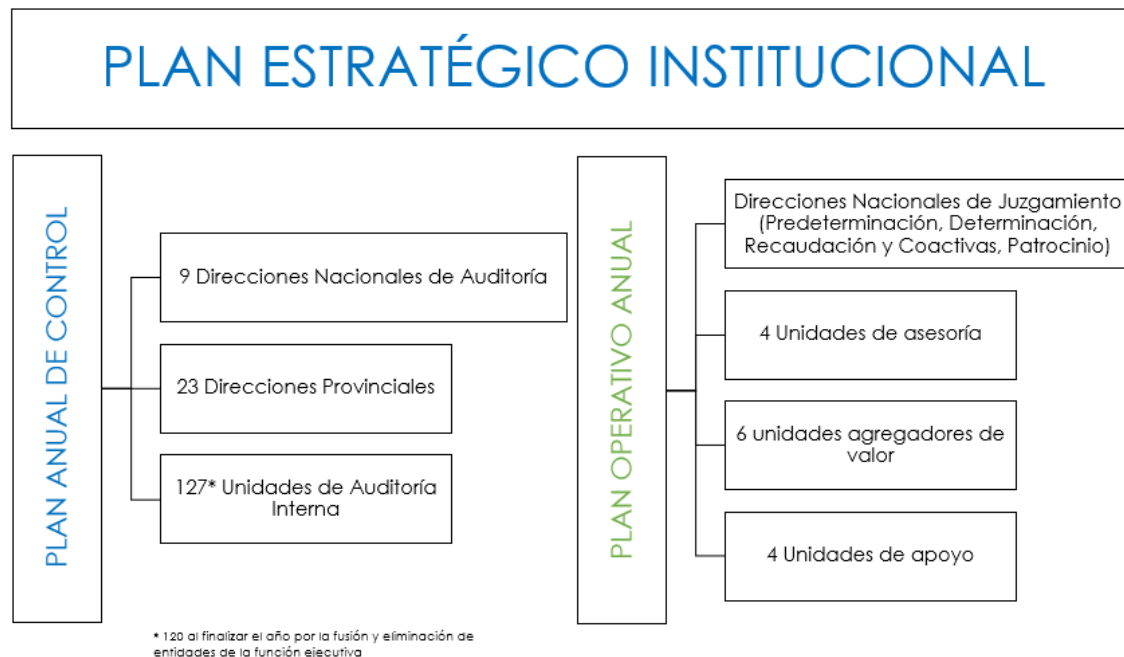 PLAN ESTRATÉGICO INSTITUCIONAL
PLAN ANUAL DE CONTROL
9 Direcciones Nacionales de Auditoría
23 Direcciones Provinciales
127* Unidades de Auditoría
Interna
* 120 al finalizar el año por la fusión y eliminación de
entidades de la función ejecutiva
PLAN OPERATIVO ANUAL
Direcciones Nacionales de Juzgamiento
(Predeterminación, Determinación,
Recaudación y Coactivas, Patrocinio)
4 Unidades de asesoría
6 unidades agregadores de
valor
4 Unidades de apoyo